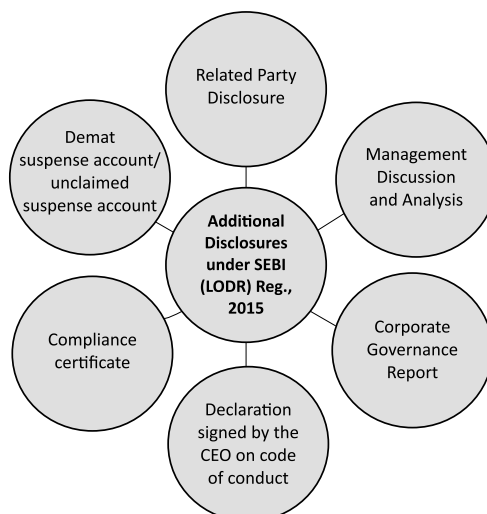 Related Party
Disclosure
Demat
suspense account/
unclaimed
suspense account
Management
Discussion
and Analysis
Additional
Disclosures
under SEBI
(LODR) Reg.,
2015
Compliance
certificate
Corporate
Governance
Report
Declaration
signed by the
CEO on code
of conduct